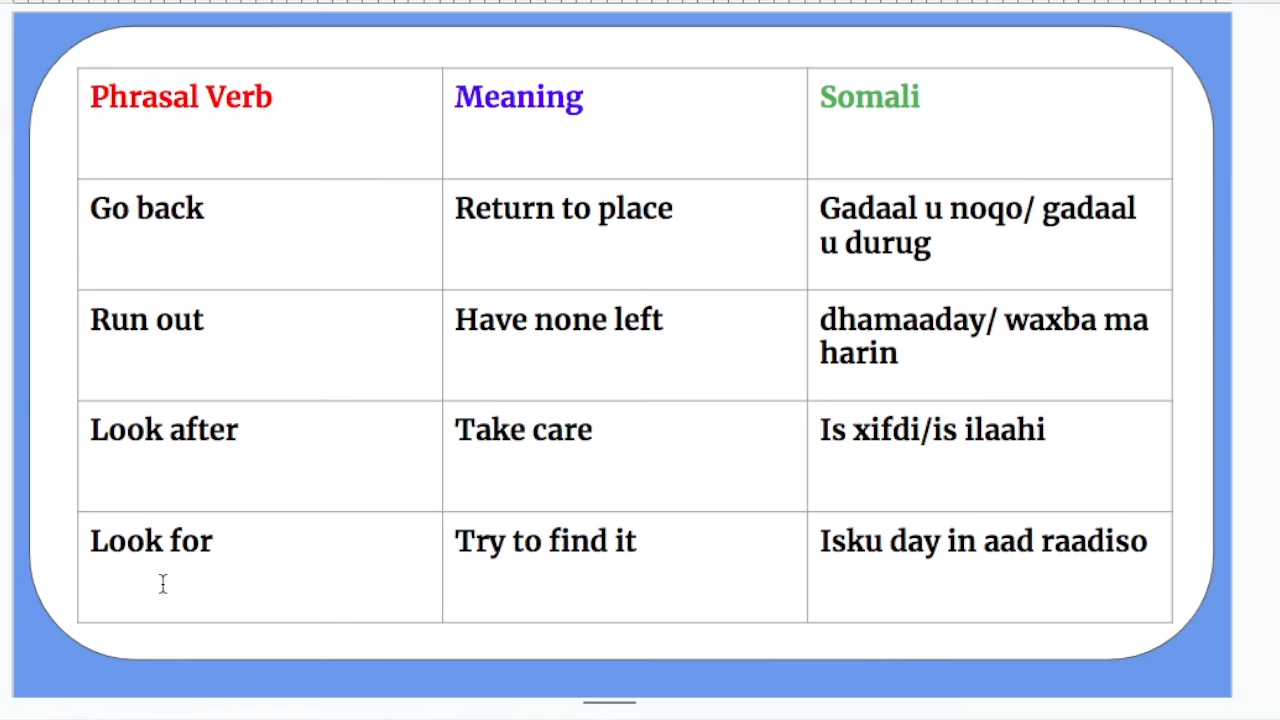 Phrasal Verb
Meaning
Somali
Go back
Return to place
Gadaal u noqo/ gadaal
u durug
Run out
Have none left
dhamaaday/ waxba ma
harin
Look after
Take care
Is xifdi/is ilaahi
Look for
Try to find it
Isku day in aad raadiso